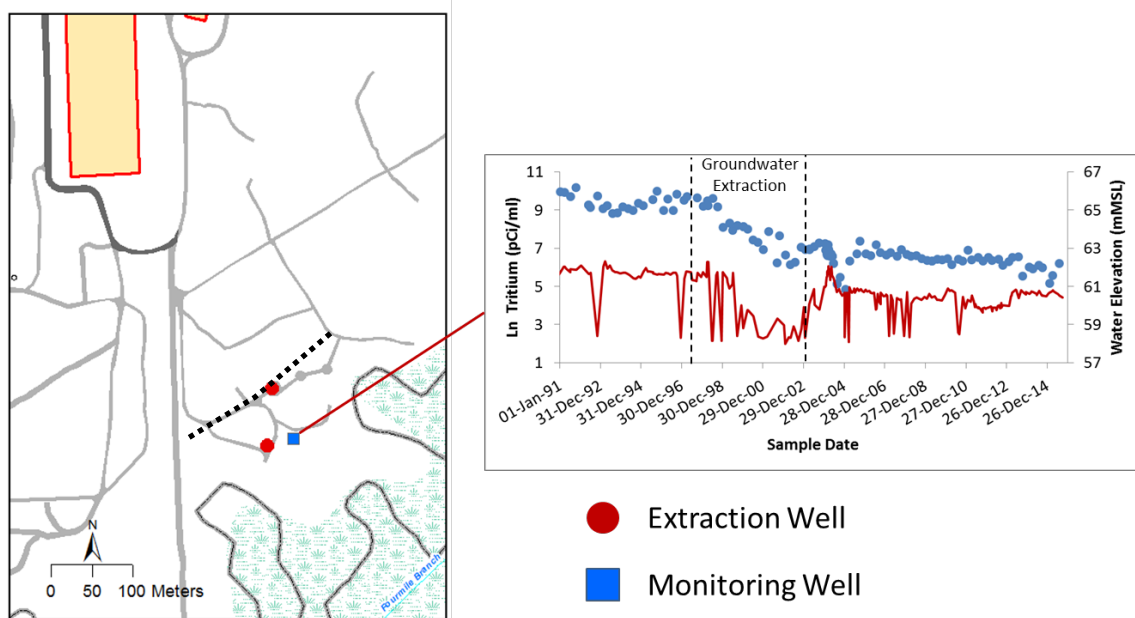 N
0 50 100 Meters
Fourmile Branch
Groundwater
Extraction
11
9
7
5
3
1
Ln Tritium (pCi/ml)
67
65
63
61
59
57
Water Elevation (mMSL)
01-Jan-91
31-Dec-92
31-Dec-94
30-Dec-96
30-Dec-98
29-Dec-00
29-Dec-02
28-Dec-04
28-Dec-06
27-Dec-08
27-Dec-10
26-Dec-12
26-Dec-14
Sample Date
Extraction Well
Monitoring Well